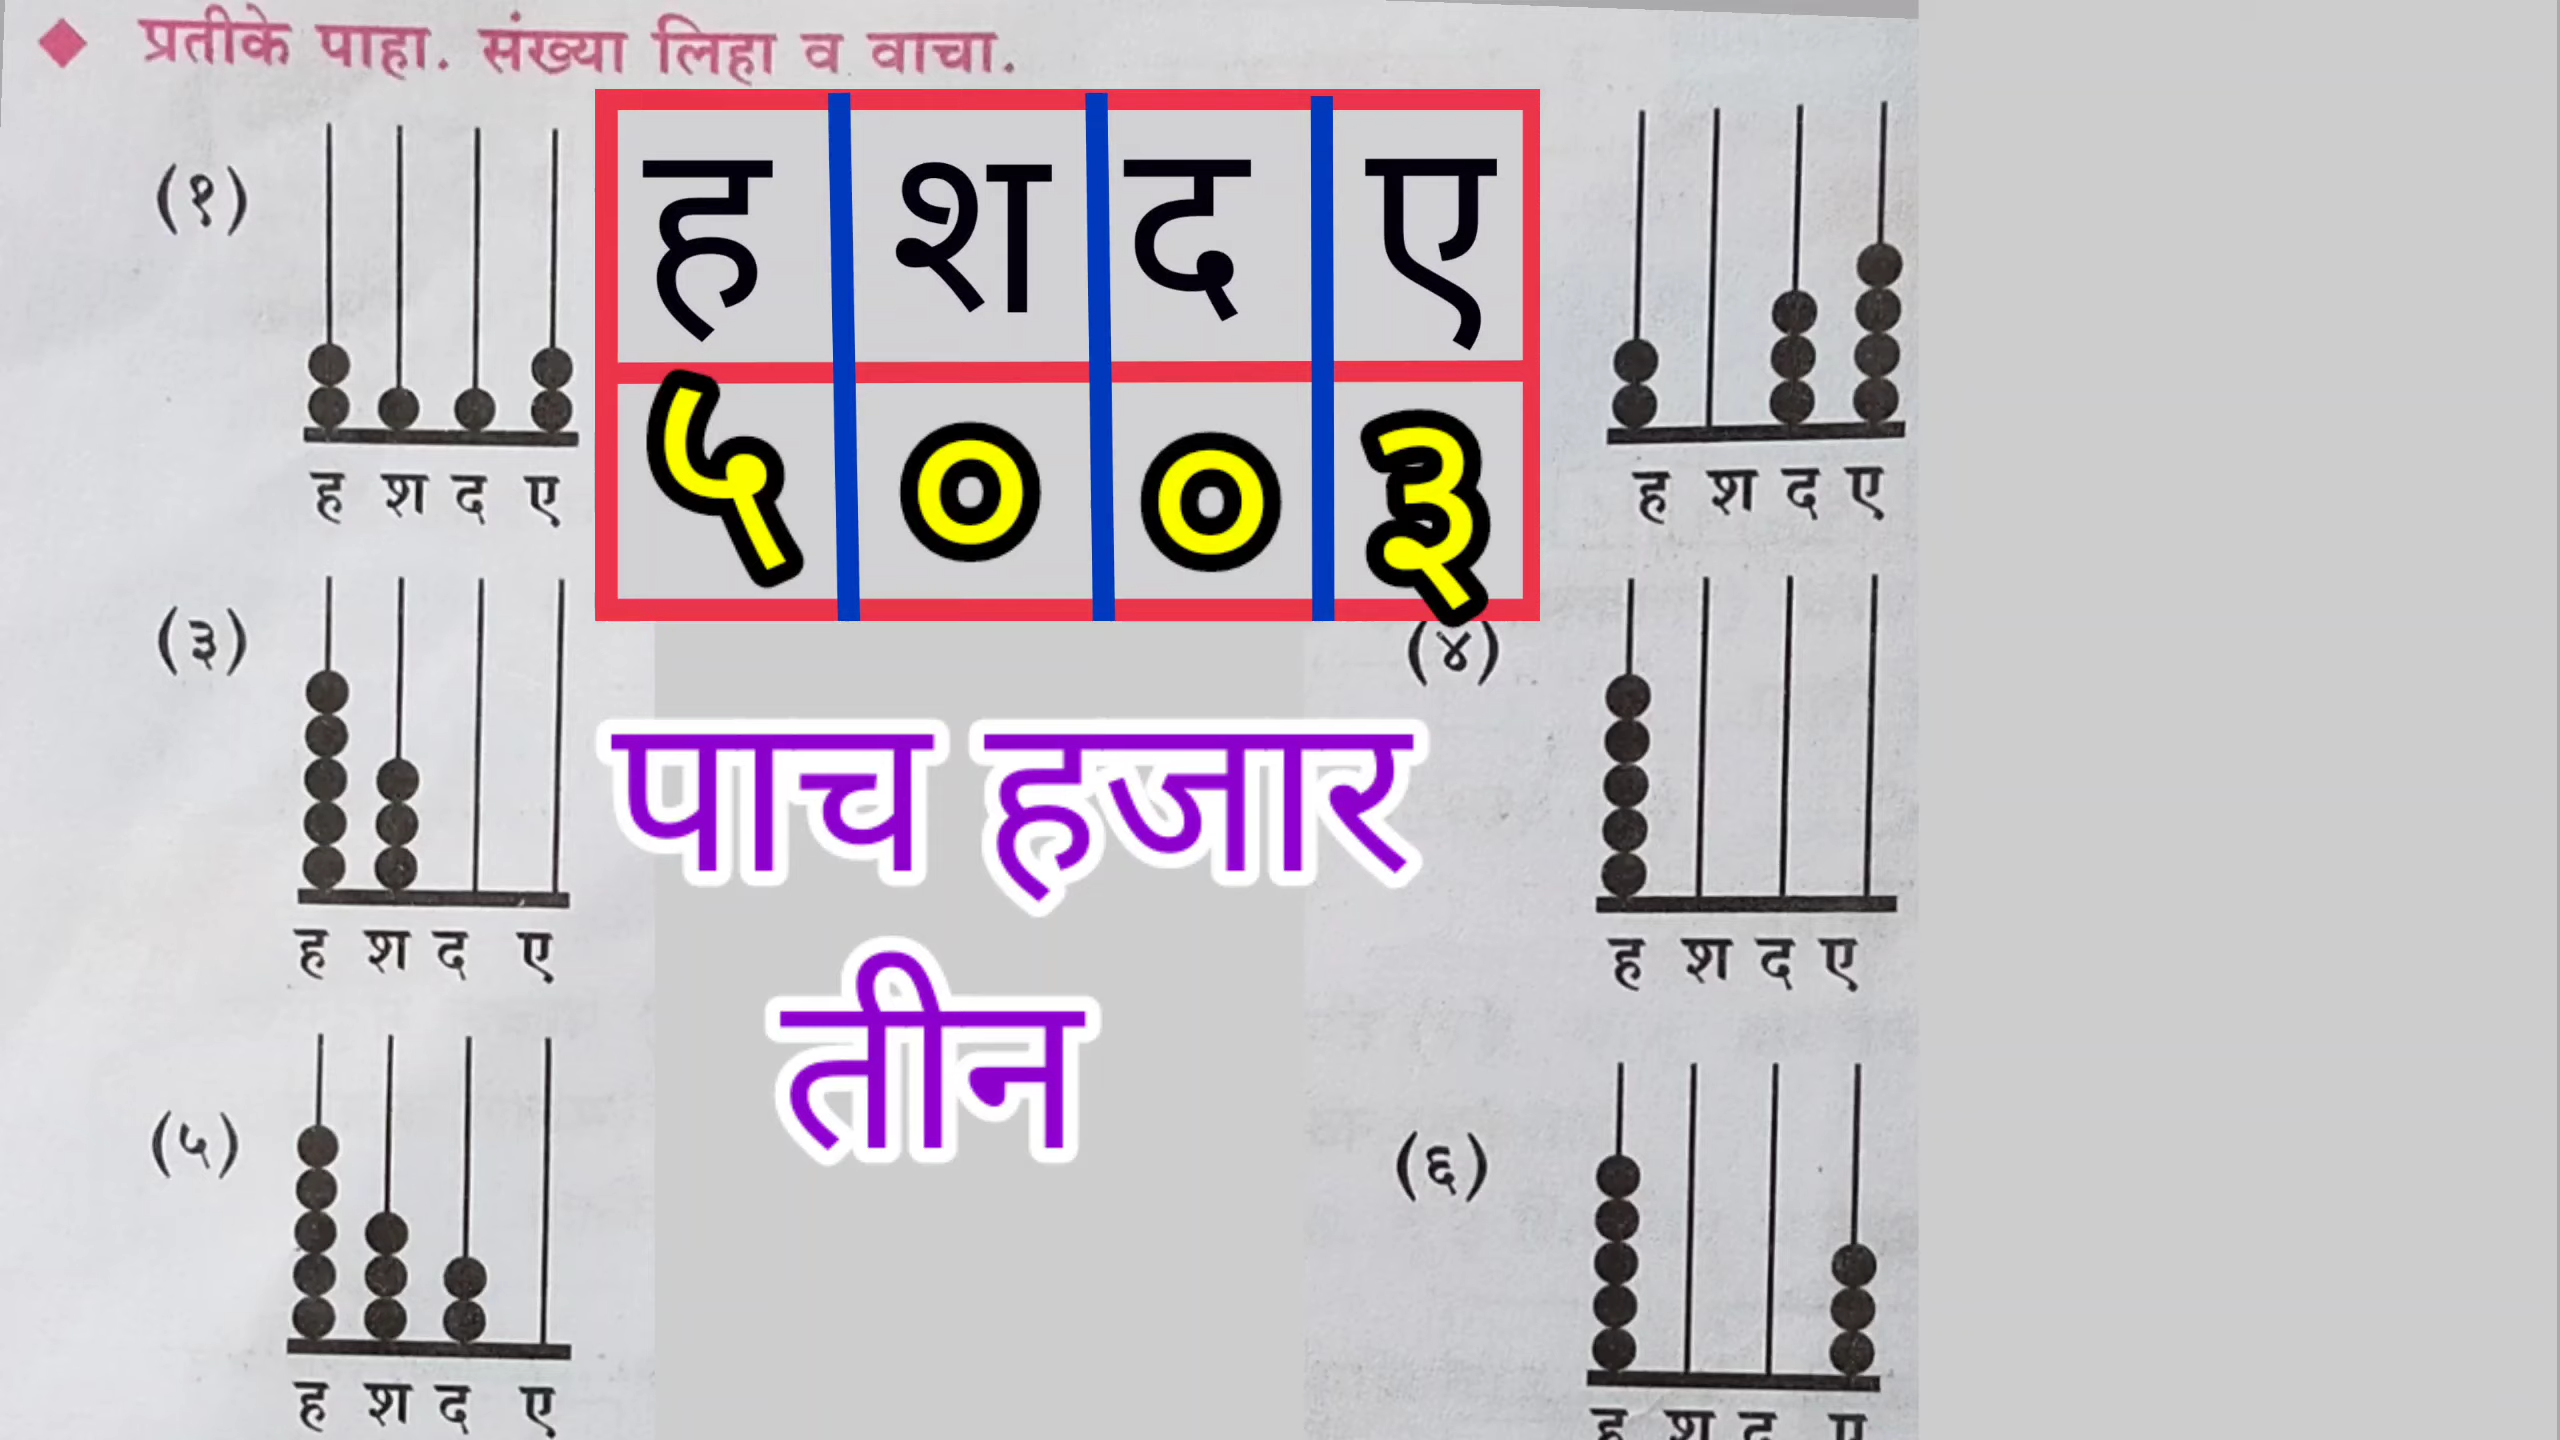 प्रतीके पाहा. संख्या लिहा व वाचा.
(१)
ह श द ए
ह श द ए
५ ० ० ३
ह श द ए
(३)
(४)
पाच हजार
तीन
ह श द ए
ह श द ए
(५)
(६)
ह श द ए
ह श द ए